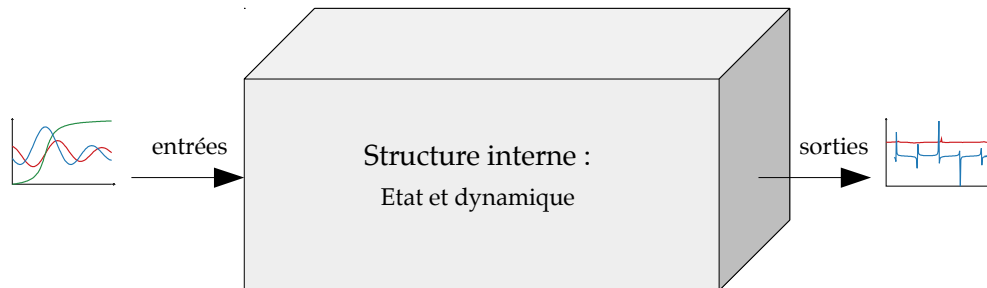 entrées
Structure interne :
Etat et dynamique
sorties